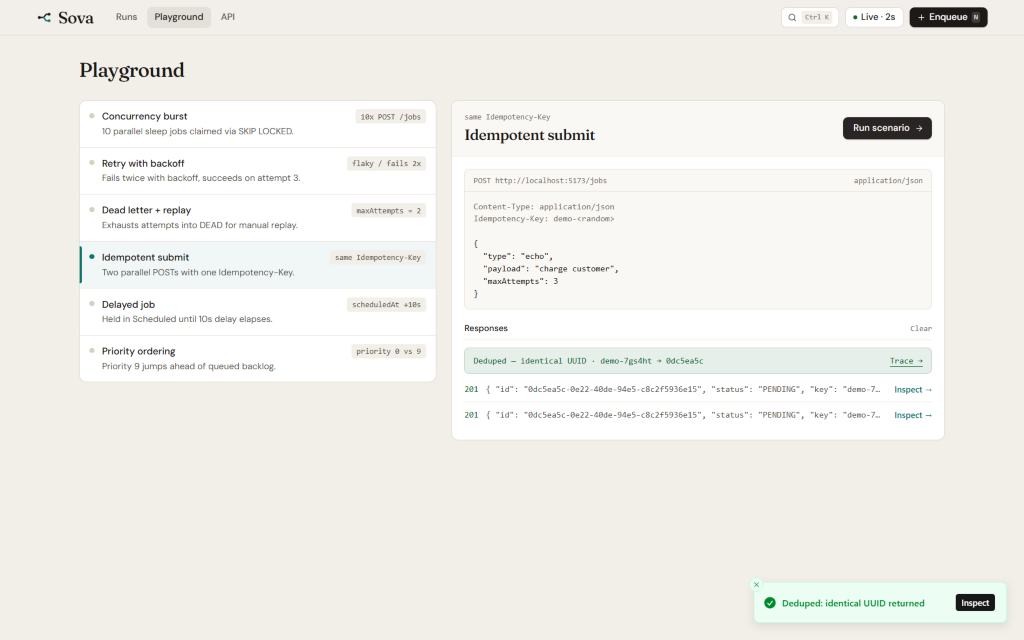 Sova
Runs
Playground
API
Ctrl K
Live · 2s
+ Enqueue N
Playground
Concurrency burst
10x POST /jobs
10 parallel sleep jobs claimed via SKIP LOCKED.
Retry with backoff
flaky / fails 2x
Fails twice with backoff, succeeds on attempt 3.
Dead letter + replay
maxAttempts = 2
Exhausts attempts into DEAD for manual replay.
Idempotent submit
same Idempotency-Key
Two parallel POSTs with one Idempotency-Key.
Delayed job
scheduledAt +10s
Held in Scheduled until 10s delay elapses.
Priority ordering
priority 0 vs 9
Priority 9 jumps ahead of queued backlog.
same Idempotency-Key
Idempotent submit
Run scenario →
POST http://localhost:5173/jobs
application/json
Content-Type: application/json
Idempotency-Key: demo-<random>
{
"type": "echo",
"payload": "charge customer",
"maxAttempts": 3
}
Responses
Clear
Deduped — identical UUID · demo-7gs4ht → 0dc5ea5c
Trace →
201 { "id": "0dc5ea5c-0e22-40de-94e5-c8c2f5936e15", "status": "PENDING", "key": "demo-7… Inspect →
201 { "id": "0dc5ea5c-0e22-40de-94e5-c8c2f5936e15", "status": "PENDING", "key": "demo-7… Inspect →
Deduped: identical UUID returned
Inspect